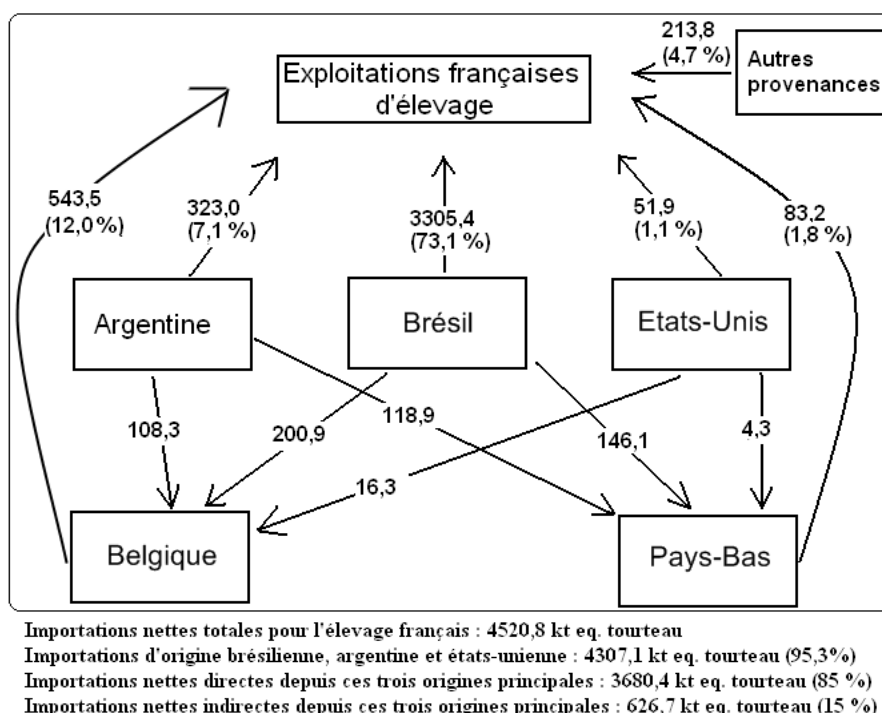 213,8
(4,7 %)
Autres
provenances
Exploitations françaises
d'élevage
543,5
(12,0%)
323,0
(7,1 %)
3305,4
(73,1 %)
51,9
(1,1 %)
83,2
(1,8 %)
Argentine
Brésil
Etats-Unis
108,3
200,9
118,9
16,3
146,1
4,3
Belgique
Pays-Bas
Importations nettes totales pour l'élevage français : 4520,8 kt eq. tourteau
Importations d'origine brésilienne, argentine et états-unienne : 4307,1 kt eq. tourteau (95,3%)
Importations nettes directes depuis ces trois origines principales : 3680,4 kt eq. tourteau (85 %)
Importations nettes indirectes depuis ces trois origines principales : 626,7 kt eq. tourteau (15 %)